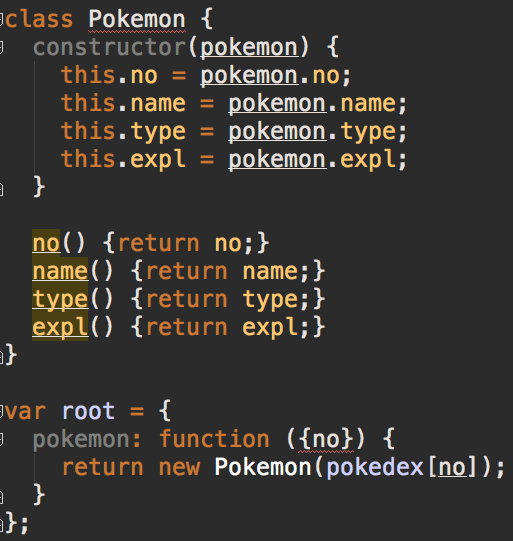 class Pokemon {
  constructor(pokemon) {
    this.no = pokemon.no;
    this.name = pokemon.name;
    this.type = pokemon.type;
    this.expl = pokemon.expl;
  }

  no() {return no;}
  name() {return name;}
  type() {return type;}
  expl() {return expl;}
}

var root = {
  pokemon: function ({no}) {
    return new Pokemon(pokedex[no]);
  }
};